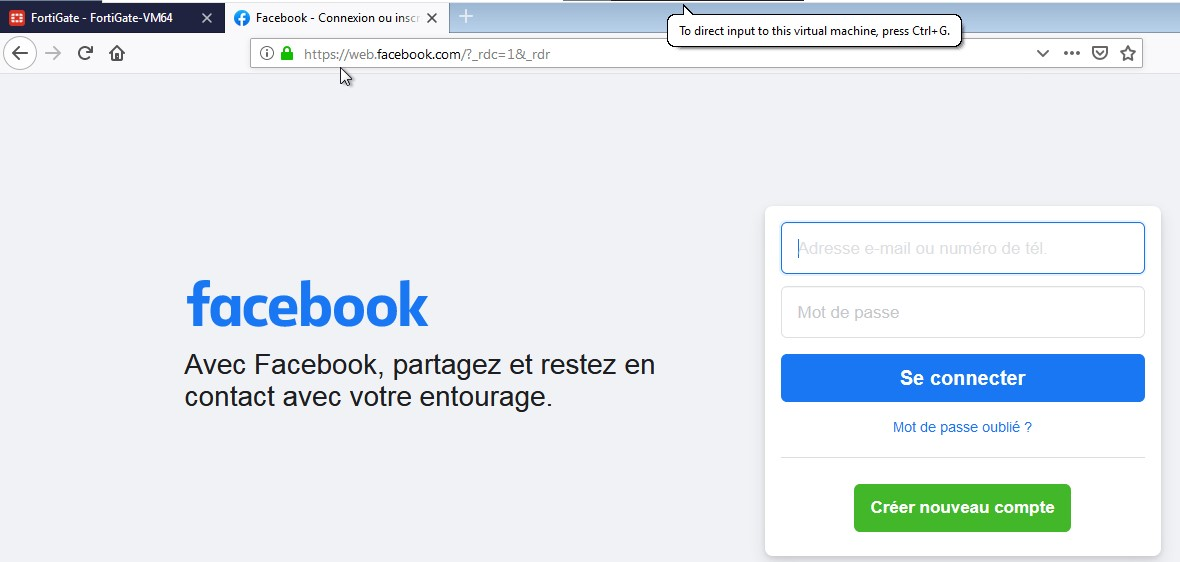 FortiGate - FortiGate-VM64
Facebook - Connexion ou inscr
To direct input to this virtual machine, press Ctrl+G.
https://web.facebook.com/?_rdc=1&_rdr
facebook
Avec Facebook, partagez et restez en
contact avec votre entourage.
Adresse e-mail ou numéro de tél.
Mot de passe
Se connecter
Mot de passe oublié ?
Créer nouveau compte